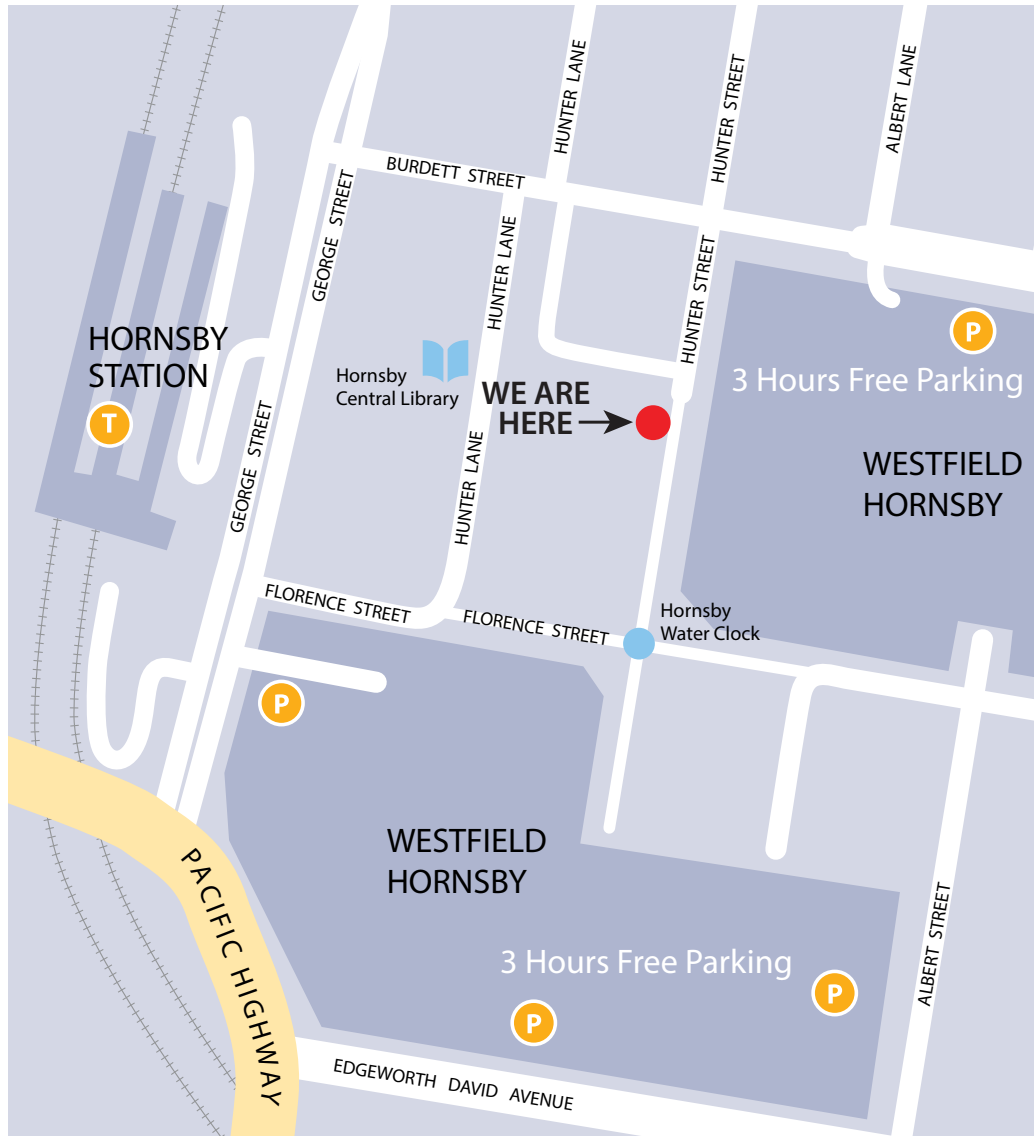 HUNTER LANE
HUNTER STREET
ALBERT LANE
BURDETT STREET
GEORGE STREET
HUNTER LANE
HUNTER STREET
HORNSBY
STATION
T
P
3 Hours Free Parking
Hornsby
Central Library
WE ARE
HERE
WESTFIELD
HORNSBY
GEORGE STREET
HUNTER LANE
FLORENCE STREET
FLORENCE STREET
Hornsby
Water Clock
P
WESTFIELD
HORNSBY
PACIFIC HIGHWAY
3 Hours Free Parking
P
P
ALBERT STREET
EDGEWORTH DAVID AVENUE